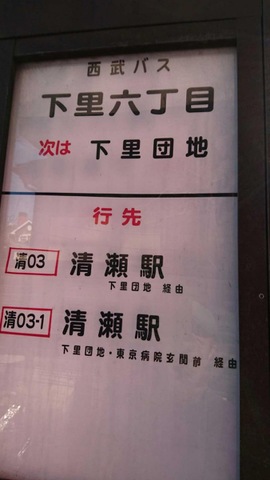 西武バス
下里六丁目
次は 下里団地
行先
清03 清瀬駅
下里団地 経由
清03-1 清瀬駅
下里団地・東京病院玄関前 経由